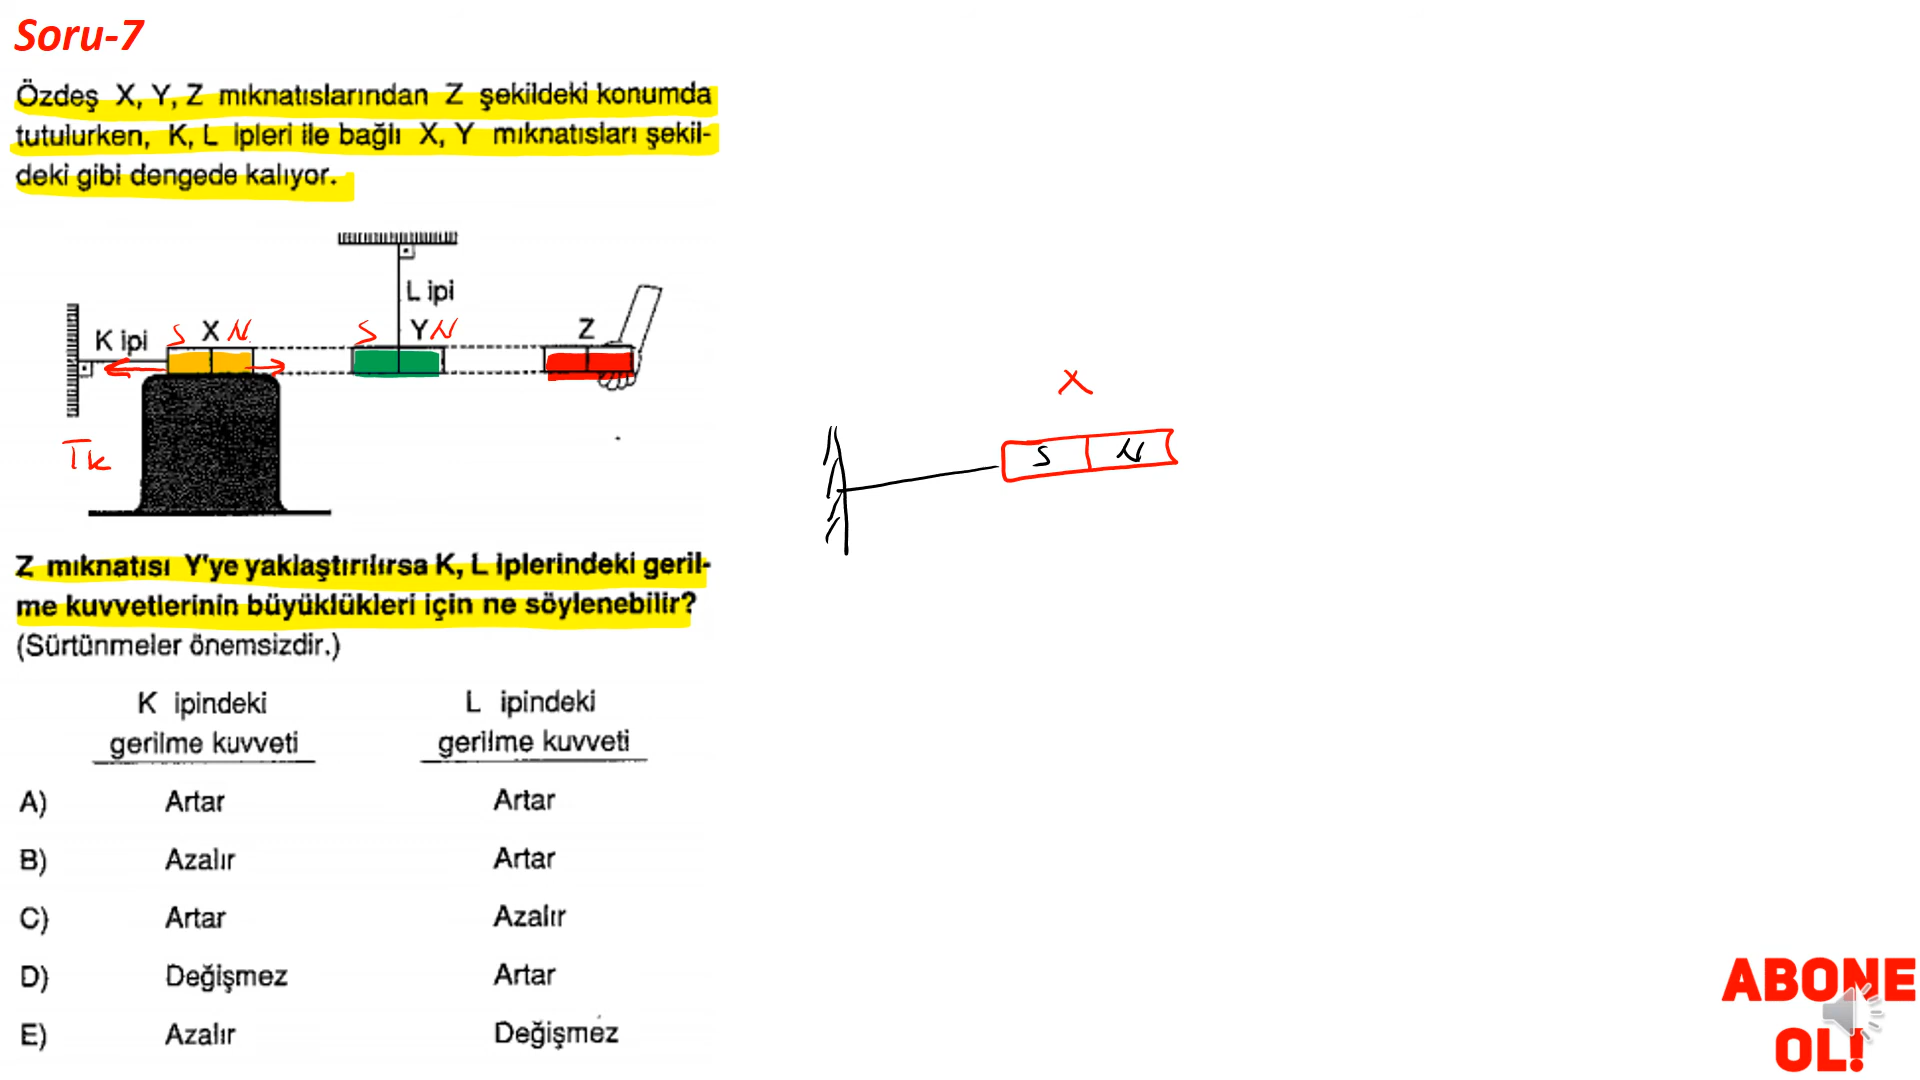 Soru-7
Özdeş X, Y, Z mıknatıslarından Z şekildeki konumda
tutulurken, K, L ipleri ile bağlı X, Y mıknatısları şekil-
deki gibi dengede kalıyor.
L ipi
K ipi S X N S Y N Z
TK
X
S N
Z mıknatısı Y'ye yaklaştırılırsa K, L iplerindeki geril-
me kuvvetlerinin büyüklükleri için ne söylenebilir?
(Sürtünmeler önemsizdir.)
K ipindeki L ipindeki
gerilme kuvveti gerilme kuvveti
A) Artar Artar
B) Azalır Artar
C) Artar Azalır
D) Değişmez Artar
E) Azalır Değişmez
ABONE
OL!